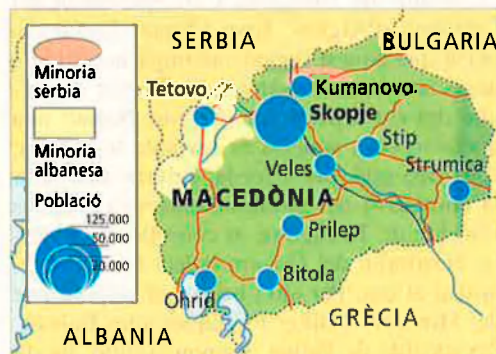 SERBIA
BULGÀRIA
Minoria
sèrbia
Minoria
albanesa
Població
125.000
50.000
20.000
Tetovo
Kumanovo
Skopje
Stip
Veles
Strumica
MACEDÒNIA
Prilep
Ohrid
Bitola
GRÈCIA
ALBANIA